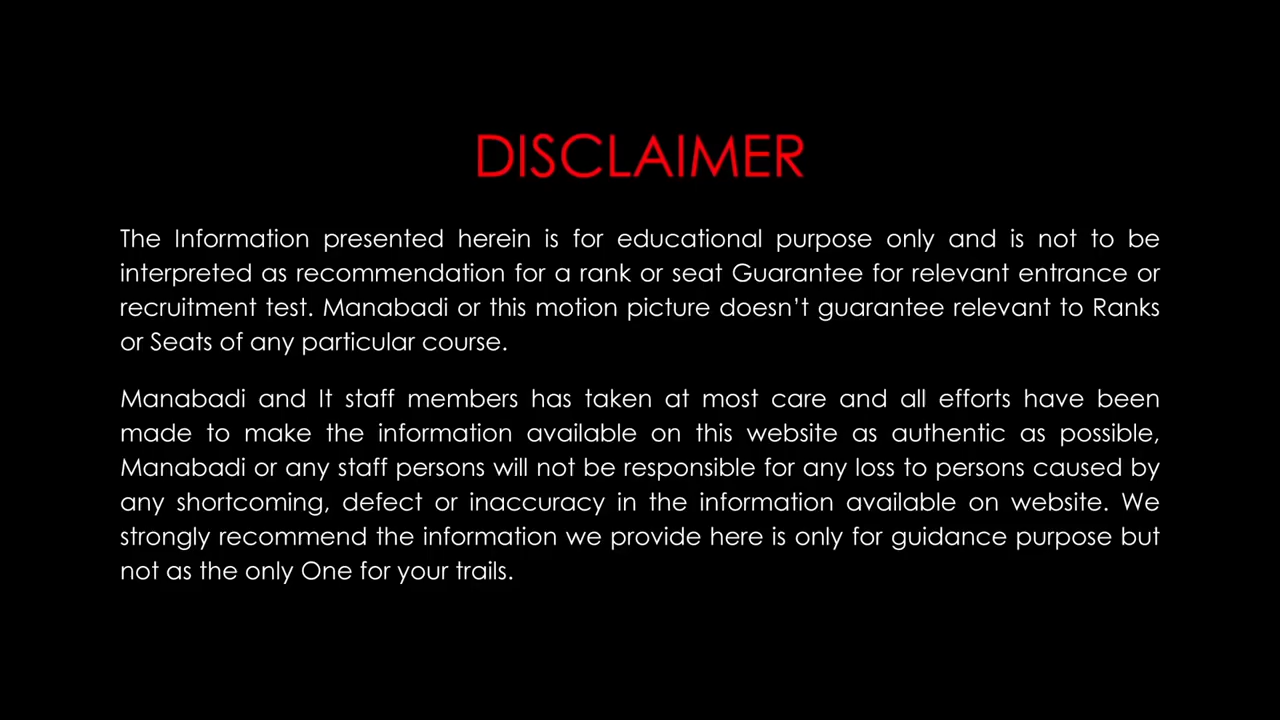 DISCLAIMER
The Information presented herein is for educational purpose only and is not to be
interpreted as recommendation for a rank or seat Guarantee for relevant entrance or
recruitment test. Manabadi or this motion picture doesn’t guarantee relevant to Ranks
or Seats of any particular course.
Manabadi and It staff members has taken at most care and all efforts have been
made to make the information available on this website as authentic as possible,
Manabadi or any staff persons will not be responsible for any loss to persons caused by
any shortcoming, defect or inaccuracy in the information available on website. We
strongly recommend the information we provide here is only for guidance purpose but
not as the only One for your trails.